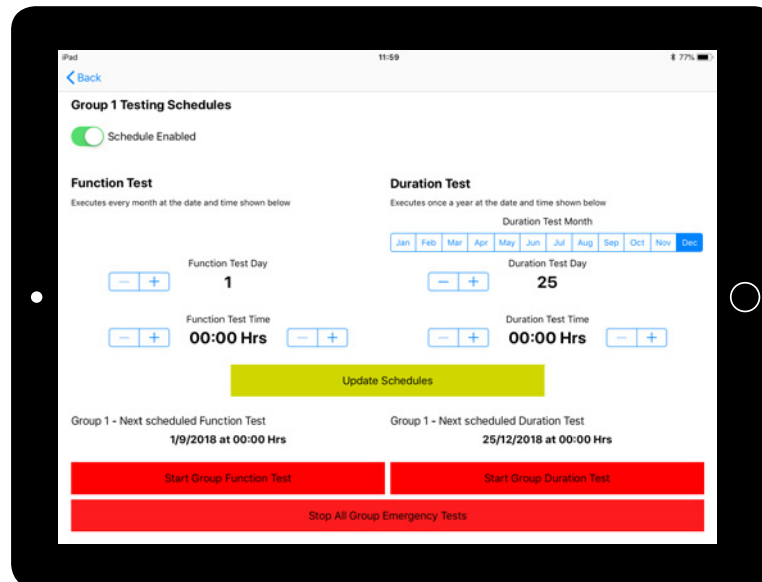 iPad 11:59 77%
Back
Group 1 Testing Schedules
Schedule Enabled
Function Test
Executes every month at the date and time shown below
Duration Test
Executes once a year at the date and time shown below
Duration Test Month
Jan Feb Mar Apr May Jun Jul Aug Sep Oct Nov Dec
Function Test Day
− + 1
Duration Test Day
− + 25
Function Test Time
− + 00:00 Hrs − +
Duration Test Time
− + 00:00 Hrs − +
Update Schedules
Group 1 - Next scheduled Function Test
1/9/2018 at 00:00 Hrs
Group 1 - Next scheduled Duration Test
25/12/2018 at 00:00 Hrs
Start Group Function Test
Start Group Duration Test
Stop All Group Emergency Tests